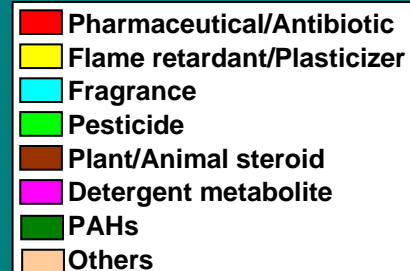 Pharmaceutical/Antibiotic
Flame retardant/Plasticizer
Fragrance
Pesticide
Plant/Animal steroid
Detergent metabolite
PAHs
Others